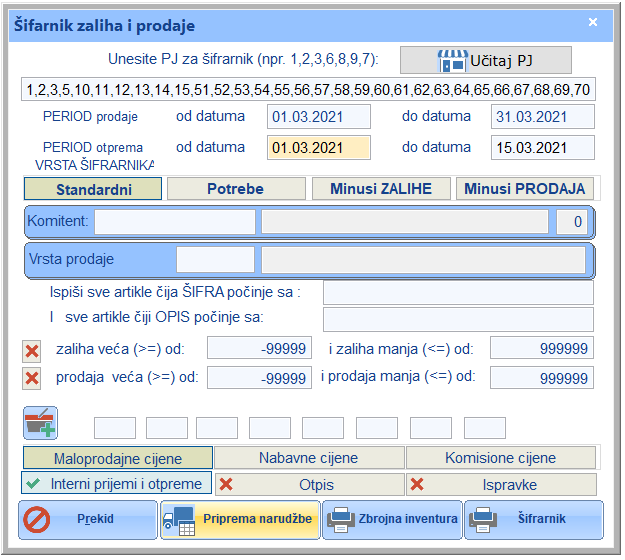 Šifarnik zaliha i prodaje
×
Unesite PJ za šifrarnik (npr. 1,2,3,6,8,9,7):
Učitaj PJ
1,2,3,5,10,11,12,13,14,15,51,52,53,54,55,56,57,58,59,60,61,62,63,64,65,66,67,68,69,70
PERIOD prodaje od datuma 01.03.2021 do datuma 31.03.2021
PERIOD otprema od datuma 01.03.2021 do datuma 15.03.2021
VRSTA ŠIFRARNIKA
Standardni Potrebe Minusi ZALIHE Minusi PRODAJA
Komitent: 0
Vrsta prodaje
Ispiši sve artikle čija ŠIFRA počinje sa :
I sve artikle čiji OPIS počinje sa:
zaliha veća (>=) od: -99999 i zaliha manja (<=) od: 999999
prodaja veća (>=) od: -99999 i prodaja manja (<=) od: 999999
Maloprodajne cijene Nabavne cijene Komisione cijene
Interni prijemi i otpreme Otpis Ispravke
Prekid Priprema narudžbe Zbrojna inventura Šifrarnik